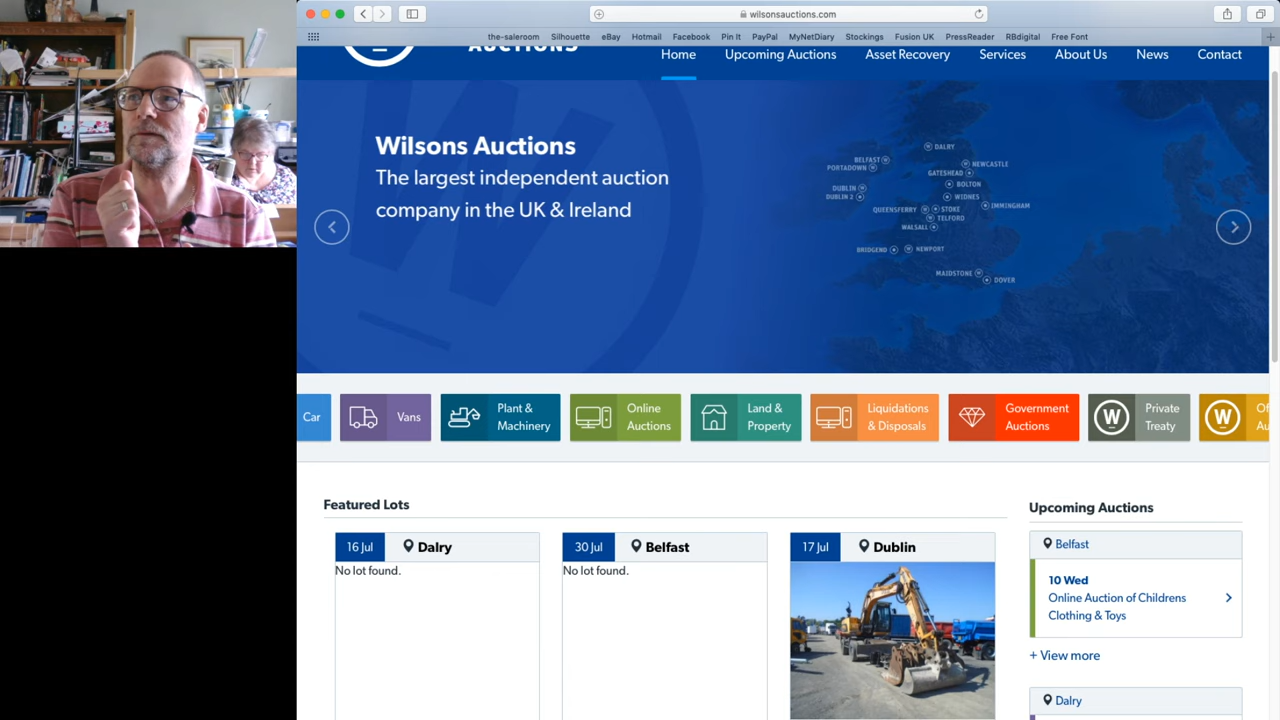 wilsonsauctions.com
the-saleroom Silhouette eBay Hotmail Facebook Pin It PayPal MyNetDiary Stockings Fusion UK PressReader RBdigital Free Font
AUCTIONS
Home Upcoming Auctions Asset Recovery Services About Us News Contact
Wilsons Auctions
The largest independent auction
company in the UK & Ireland
DALRY
BELFAST
PORTADOWN
NEWCASTLE
GATESHEAD
BOLTON
DUBLIN
DUBLIN 2
WIDNES
IMMINGHAM
QUEENSFERRY
STOKE
TELFORD
WALSALL
BRIDGEND
NEWPORT
MAIDSTONE
DOVER
W
Car
Vans
Plant &
Machinery
Online
Auctions
Land &
Property
Liquidations
& Disposals
Government
Auctions
W
Private
Treaty
W
Of
Au
Featured Lots
16 Jul Dalry
No lot found.
30 Jul Belfast
No lot found.
17 Jul Dublin
Upcoming Auctions
Belfast
10 Wed
Online Auction of Childrens
Clothing & Toys
+ View more
Dalry